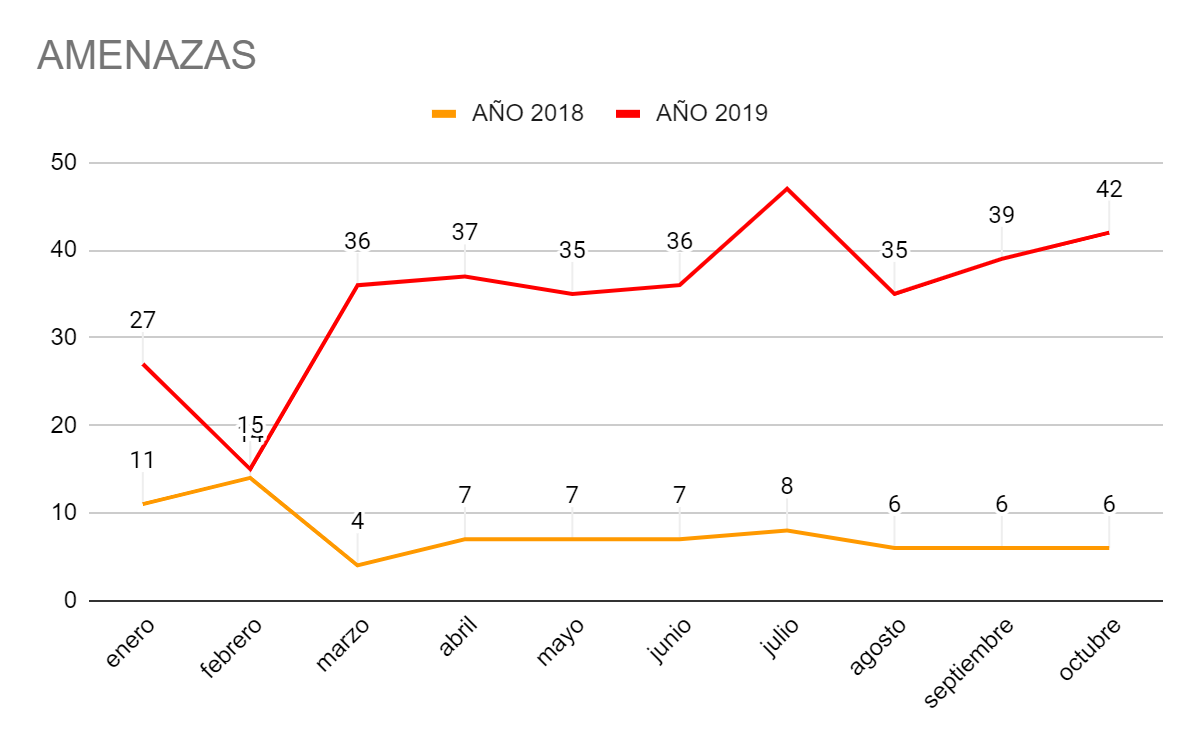 AMENAZAS
AÑO 2018 AÑO 2019
50
42
39
40
36 37 35 36 35
30
27
20
15
14
11
10
4 7 7 7 8 6 6 6
0
enero febrero marzo abril mayo junio julio agosto septiembre octubre